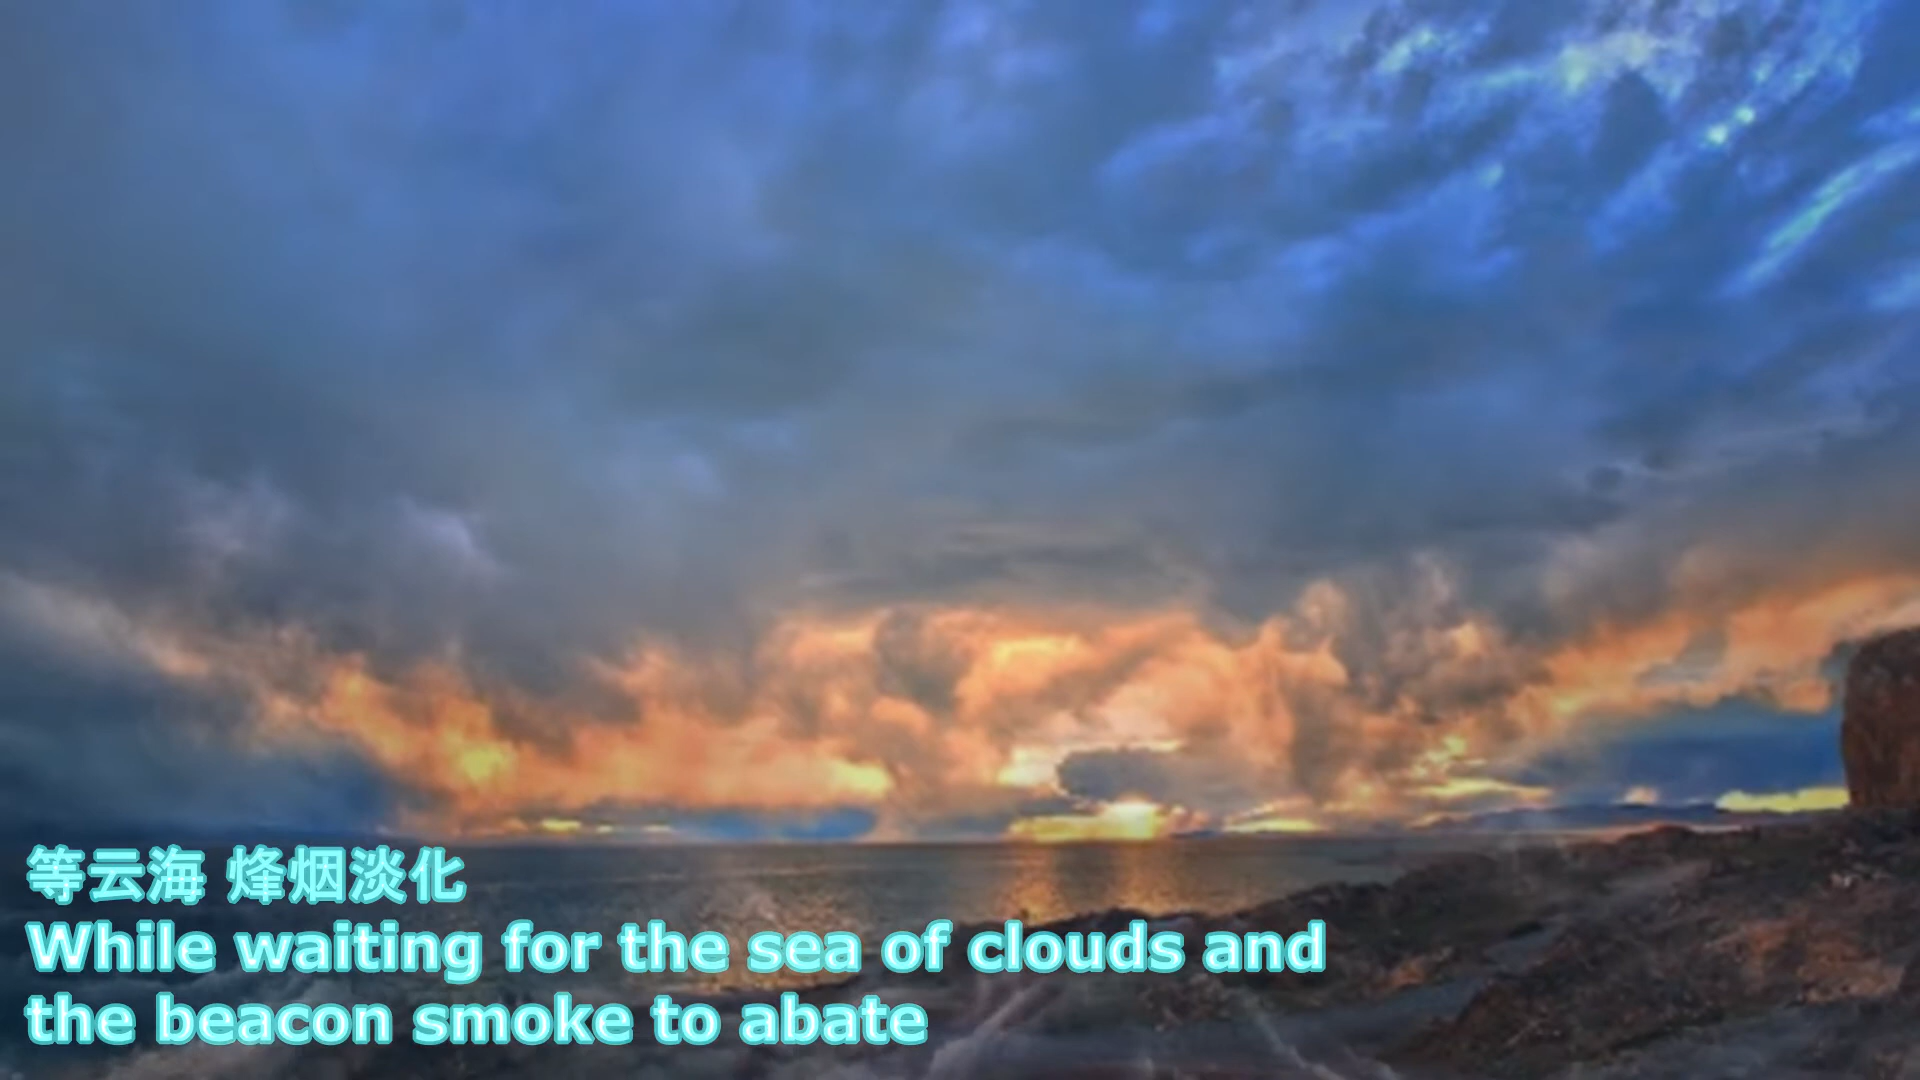 等云海 烽烟淡化
While waiting for the sea of clouds and
the beacon smoke to abate